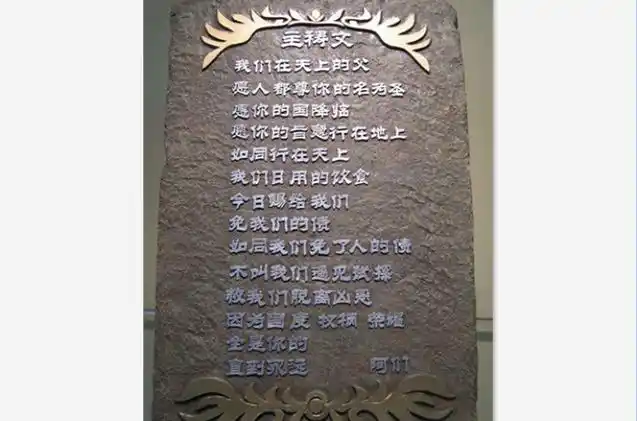 主祷文
我们在天上的父
愿人都尊你的名为圣
愿你的国降临
愿你的旨意行在地上
如同行在天上
我们日用的饮食
今日赐给我们
免我们的债
如同我们免了人的债
不叫我们遇见试探
救我们脱离凶恶
因为国度 权柄 荣耀
全是你的
直到永远 阿们